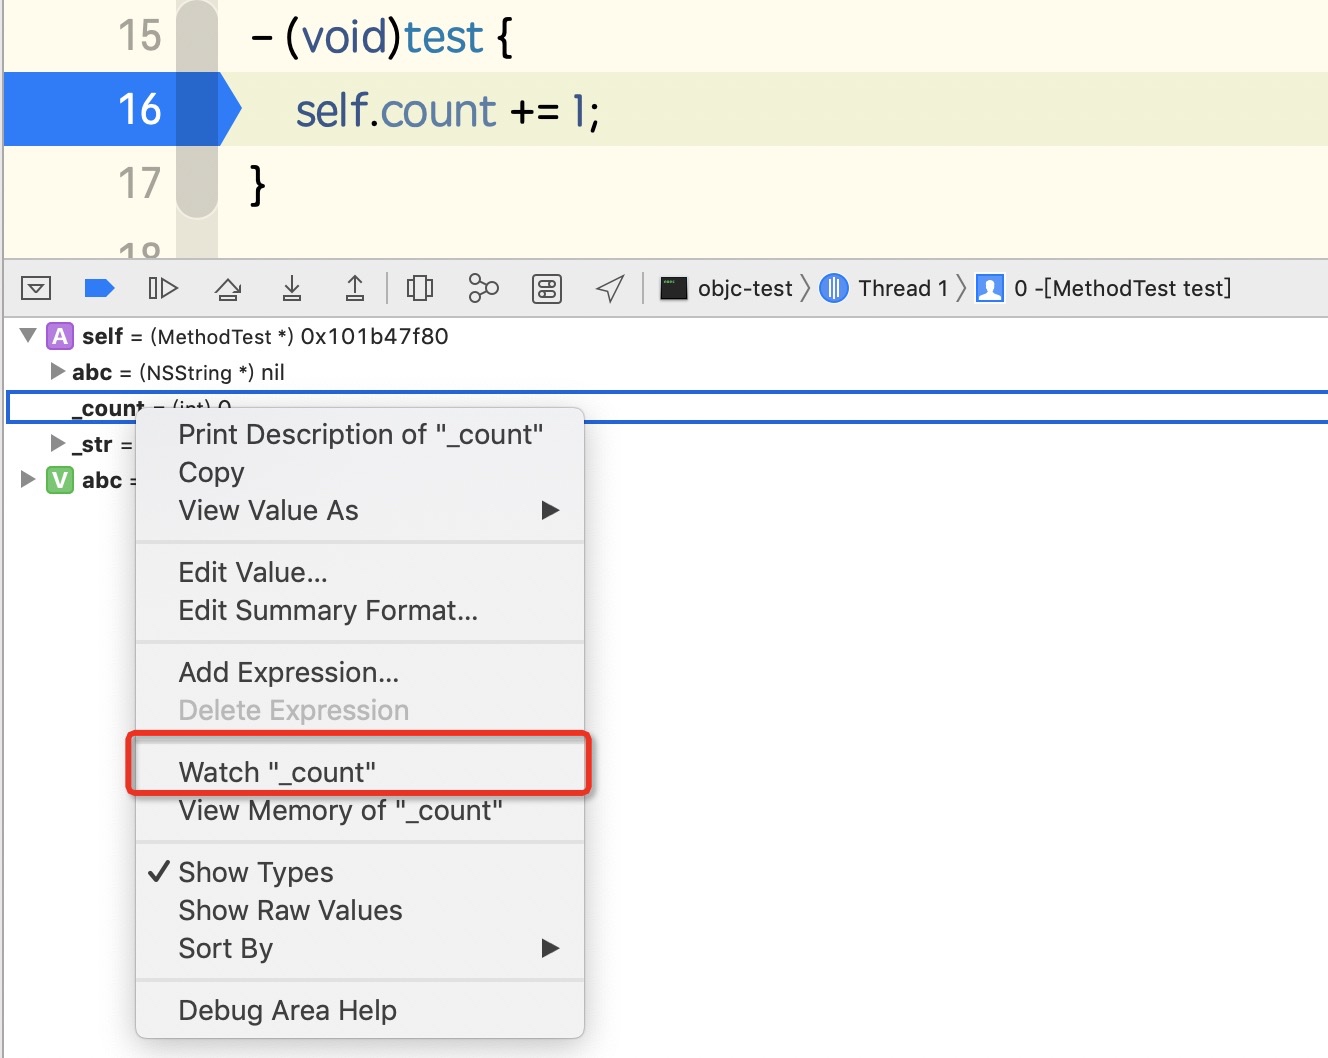 15 - (void)test {
16 self.count += 1;
17 }
18
objc-test Thread 1 0 -[MethodTest test]
A self = (MethodTest *) 0x101b47f80
abc = (NSString *) nil
_count = (int) 0
_str =
V abc =
Print Description of "_count"
Copy
View Value As
Edit Value...
Edit Summary Format...
Add Expression...
Delete Expression
Watch "_count"
View Memory of "_count"
Show Types
Show Raw Values
Sort By
Debug Area Help